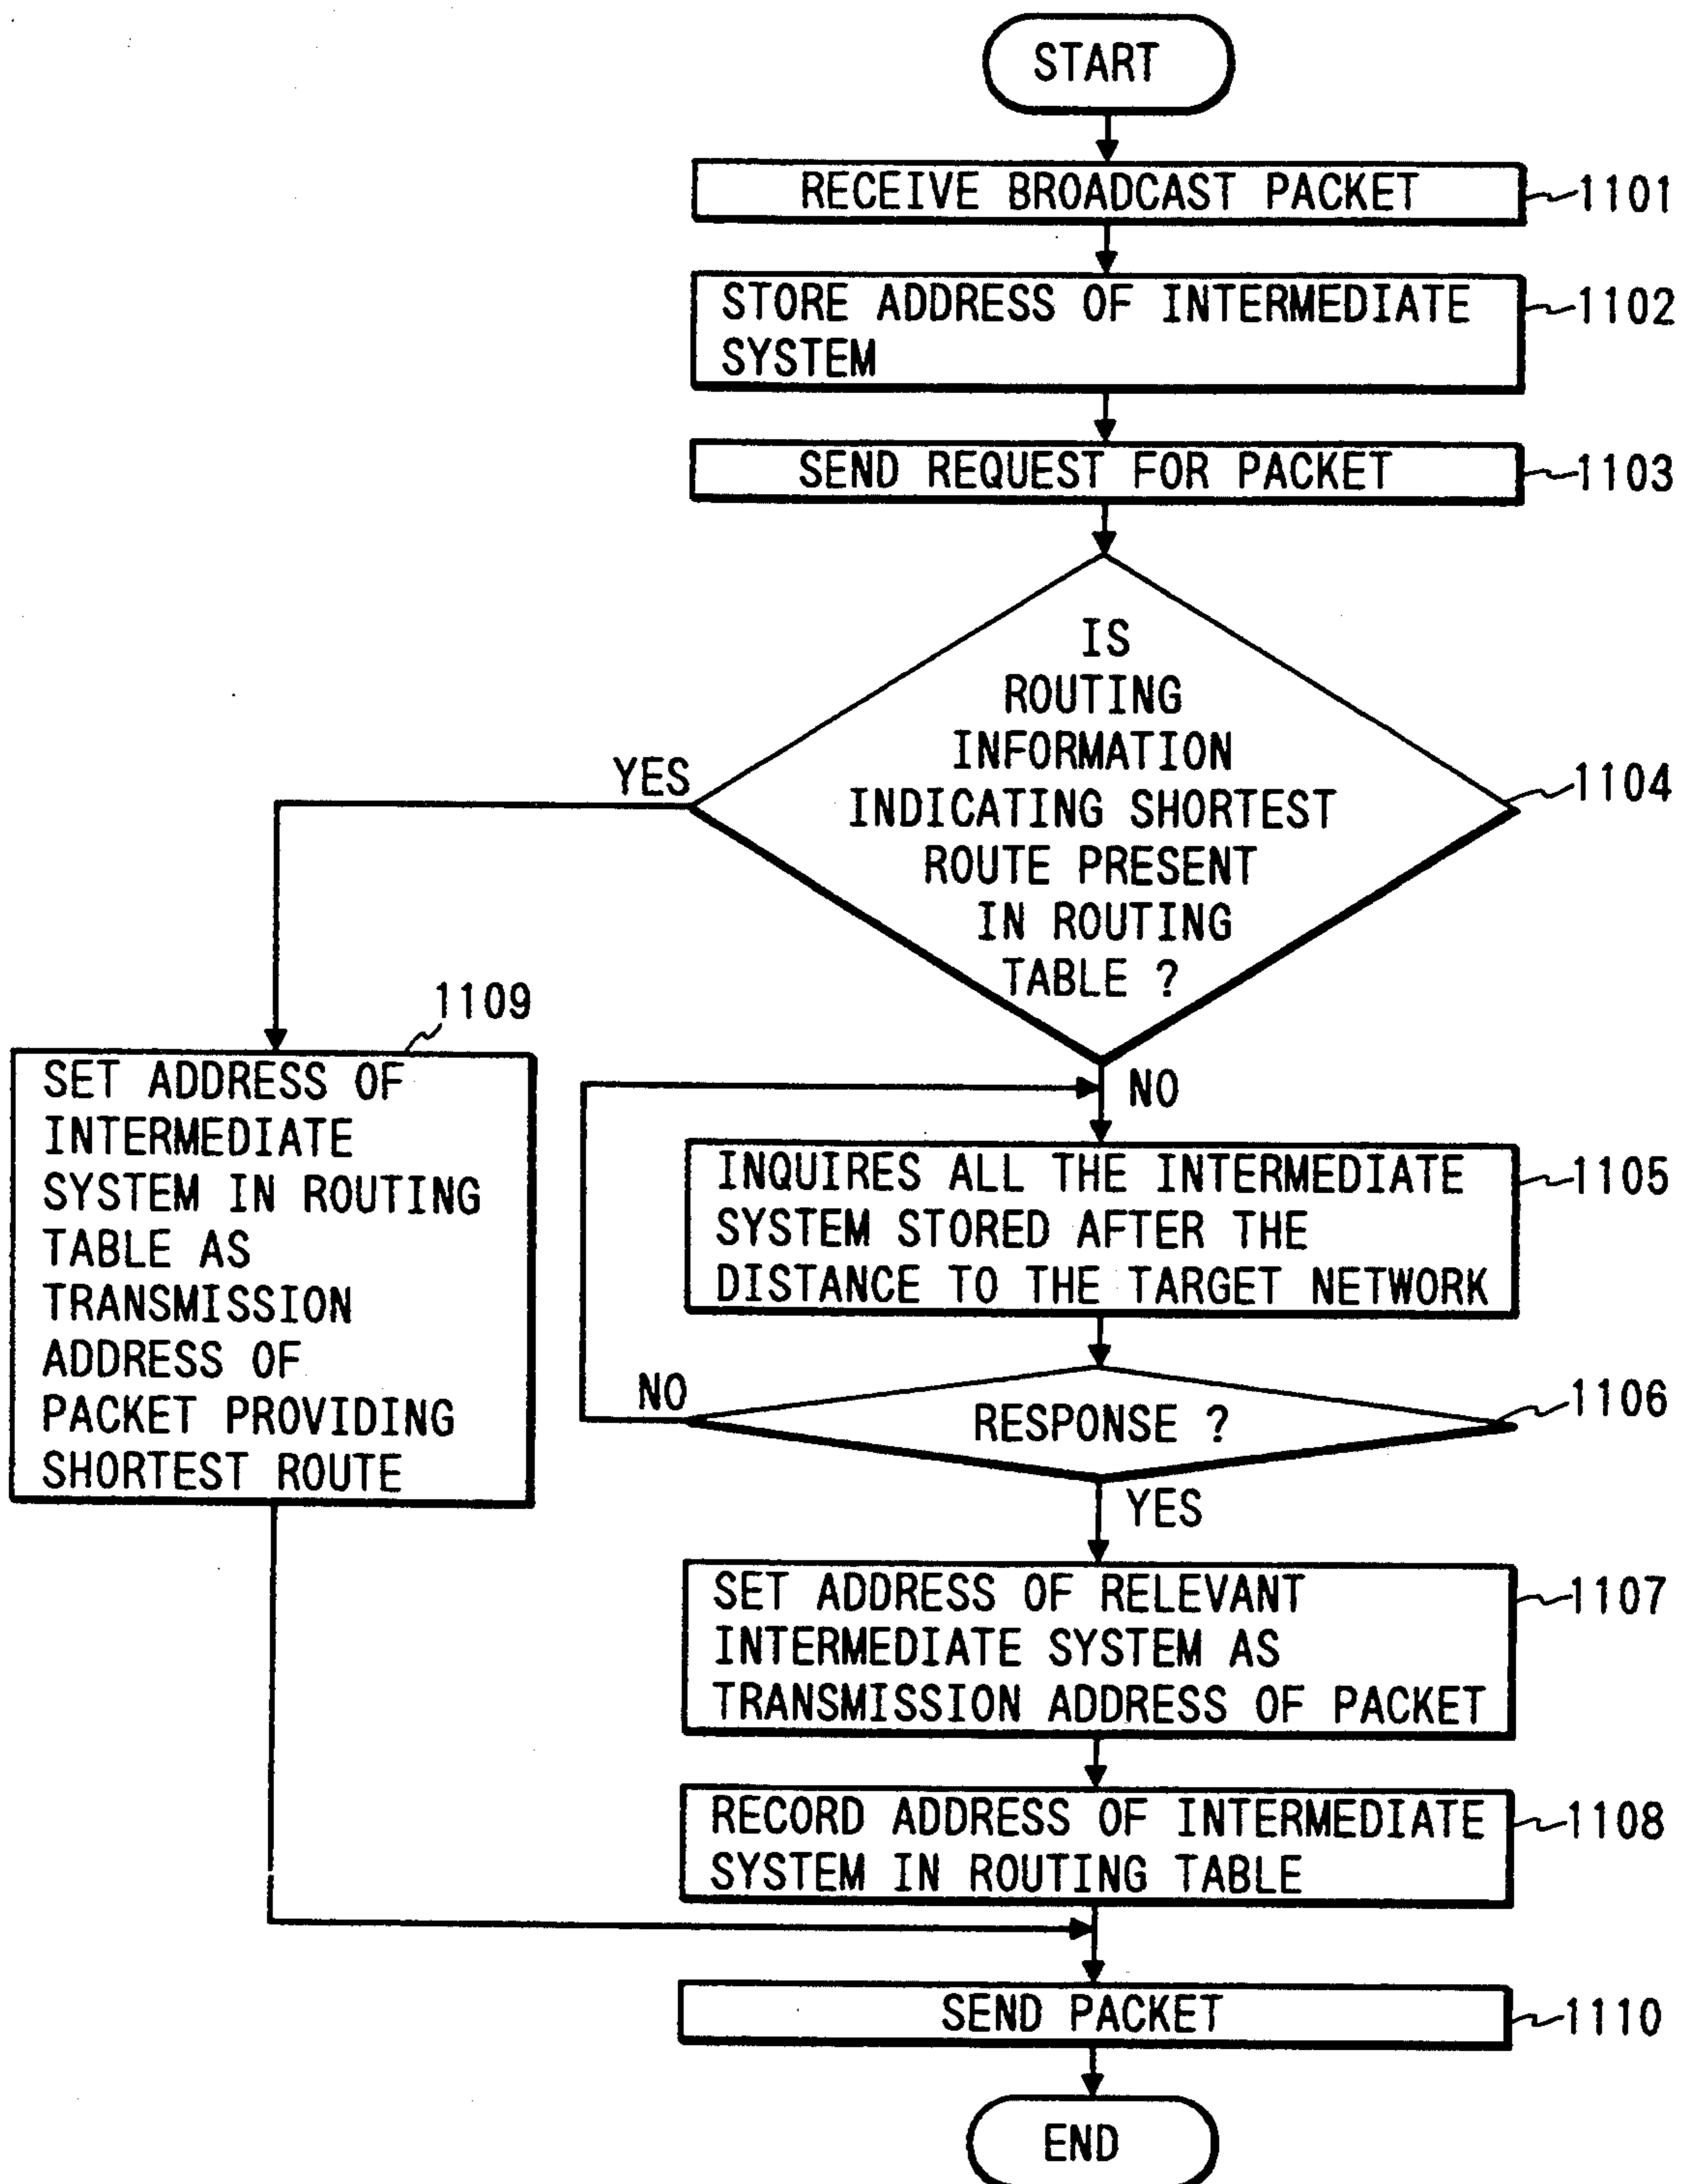 START
RECEIVE BROADCAST PACKET
1101
STORE ADDRESS OF INTERMEDIATE
SYSTEM
1102
SEND REQUEST FOR PACKET
1103
IS
ROUTING
INFORMATION
INDICATING SHORTEST
ROUTE PRESENT
IN ROUTING
TABLE ?
1104
YES
NO
1109
SET ADDRESS OF
INTERMEDIATE
SYSTEM IN ROUTING
TABLE AS
TRANSMISSION
ADDRESS OF
PACKET PROVIDING
SHORTEST ROUTE
INQUIRES ALL THE INTERMEDIATE
SYSTEM STORED AFTER THE
DISTANCE TO THE TARGET NETWORK
1105
NO
RESPONSE ?
1106
YES
SET ADDRESS OF RELEVANT
INTERMEDIATE SYSTEM AS
TRANSMISSION ADDRESS OF PACKET
1107
RECORD ADDRESS OF INTERMEDIATE
SYSTEM IN ROUTING TABLE
1108
SEND PACKET
1110
END